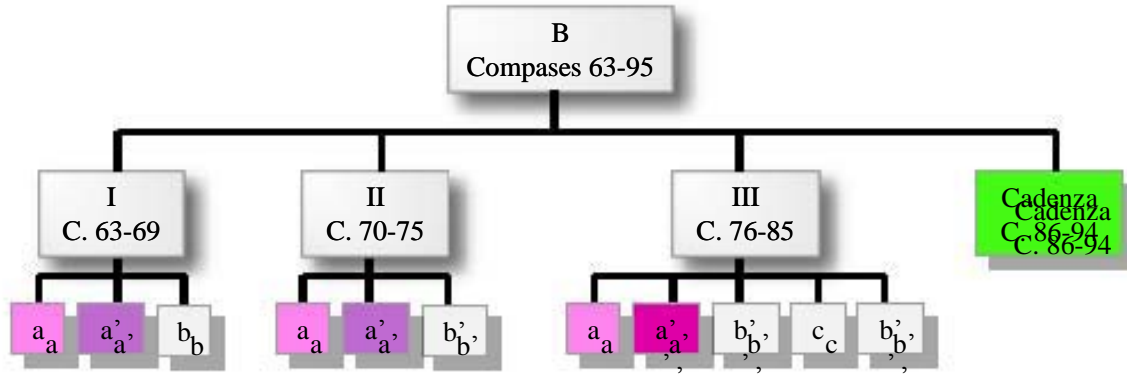 B
Compases 63-95
I
C. 63-69
II
C. 70-75
III
C. 76-85
Cadenza
C. 86-94
a
a’
b
a
a’
b’
a
a’’
b’’
c
b’’